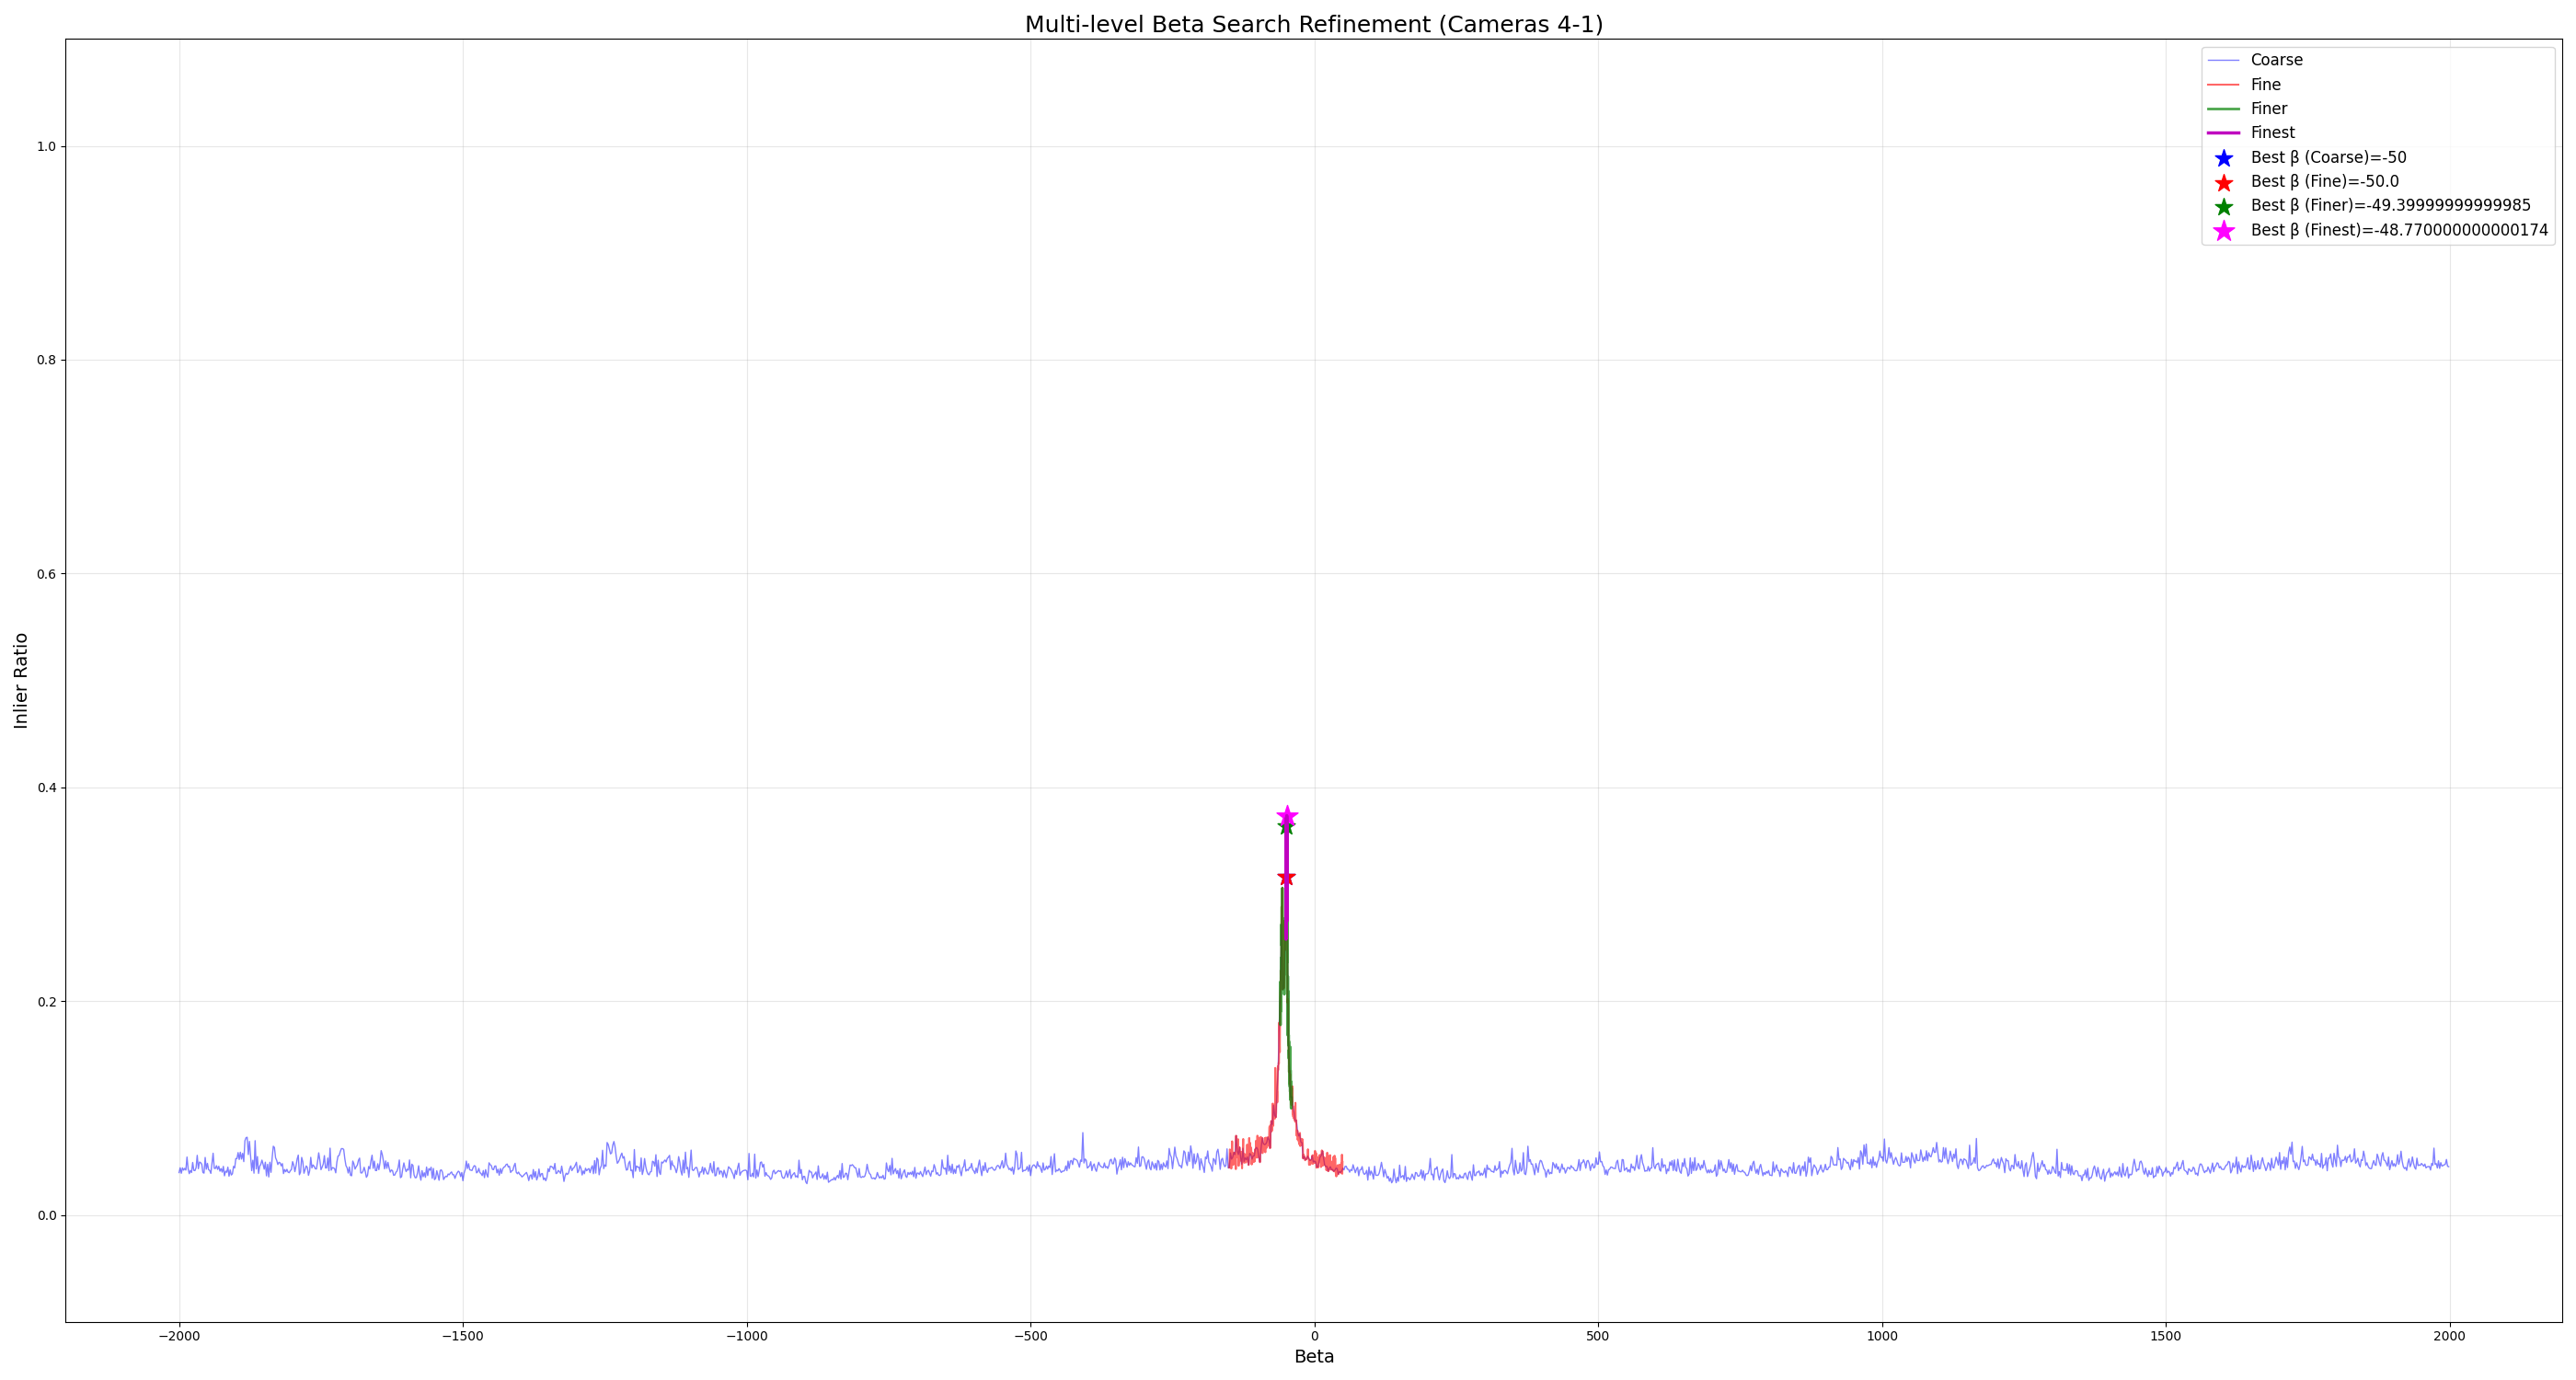 Multi-level Beta Search Refinement (Cameras 4-1)
Coarse
Fine
Finer
Finest
Best β (Coarse)=-50
Best β (Fine)=-50.0
Best β (Finer)=-49.39999999999985
Best β (Finest)=-48.770000000000174
1.0
0.8
0.6
0.4
0.2
0.0
Inlier Ratio
−2000 −1500 −1000 −500 0 500 1000 1500 2000
Beta